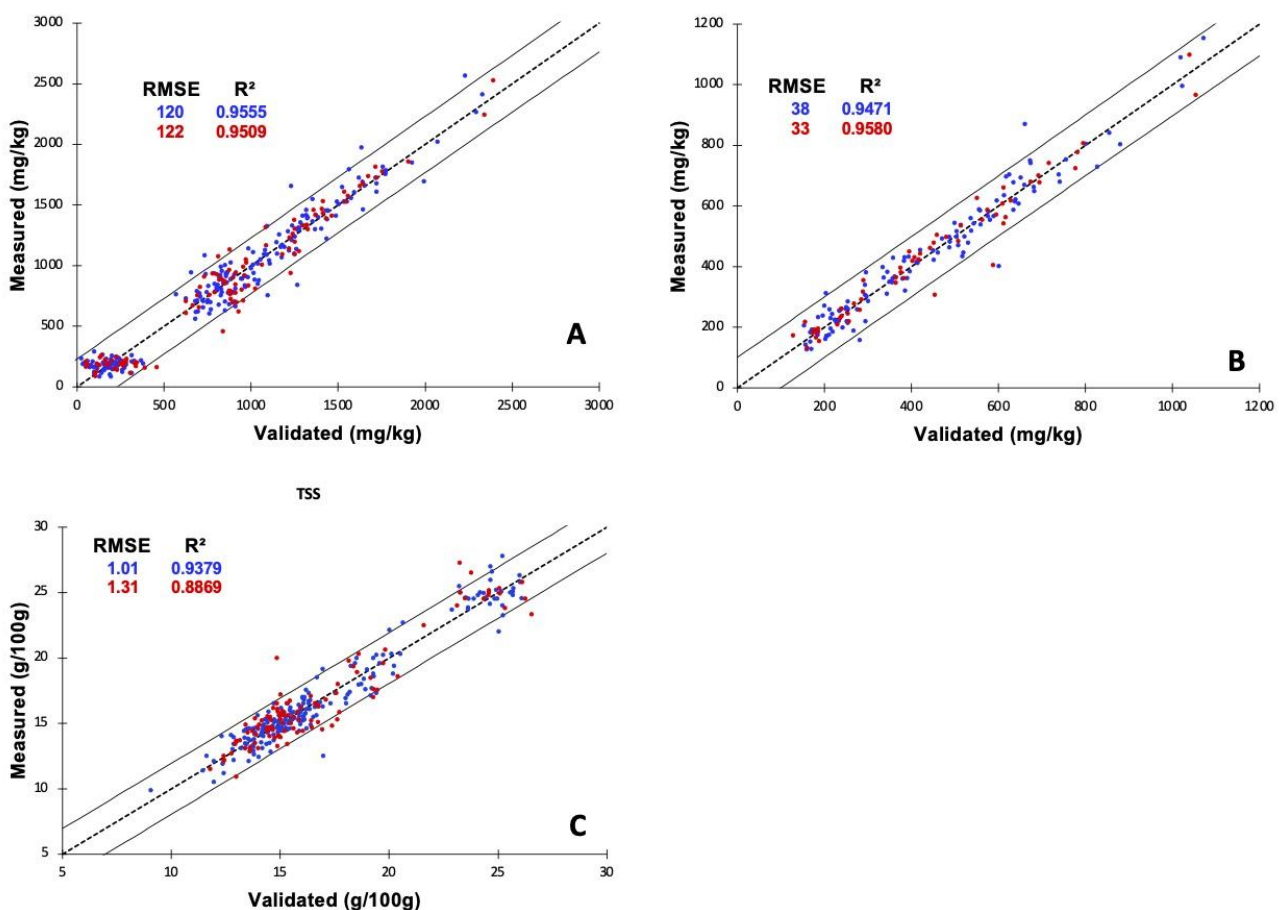 3000
2500
2000
1500
1000
500
0
Measured (mg/kg)
RMSE R²
120 0.9555
122 0.9509
A
0 500 1000 1500 2000 2500 3000
Validated (mg/kg)
1200
1000
800
600
400
200
0
Measured (mg/kg)
RMSE R²
38 0.9471
33 0.9580
B
0 200 400 600 800 1000 1200
Validated (mg/kg)
TSS
30
25
20
15
10
5
Measured (g/100g)
RMSE R²
1.01 0.9379
1.31 0.8869
C
5 10 15 20 25 30
Validated (g/100g)